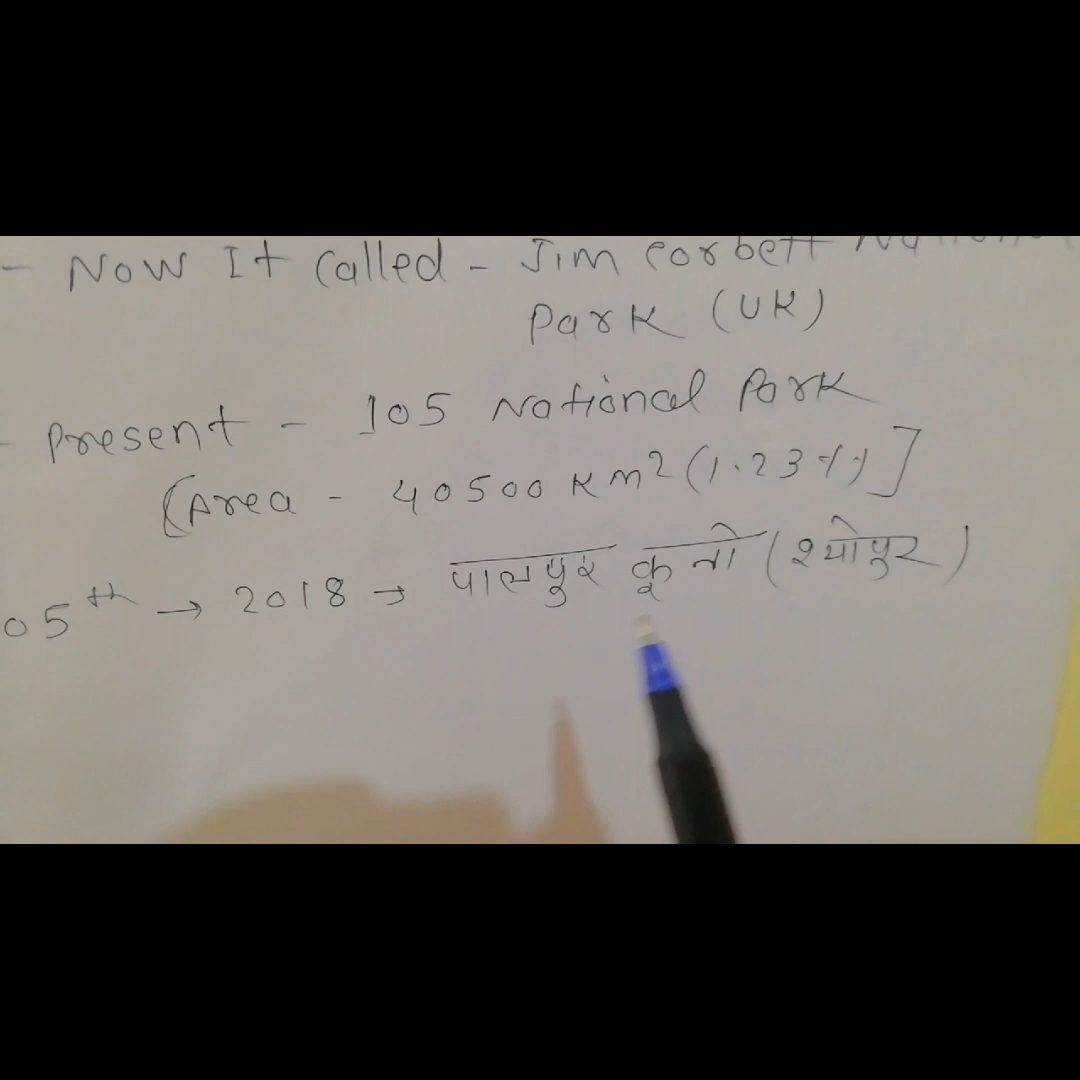 - Now It Called - Jim Corbett National
Park (UK)
- Present - 105 National Park
(Area - 40500 Km² (1.23%)]
05th → 2018 → पालपुर कूनो (श्योपुर)